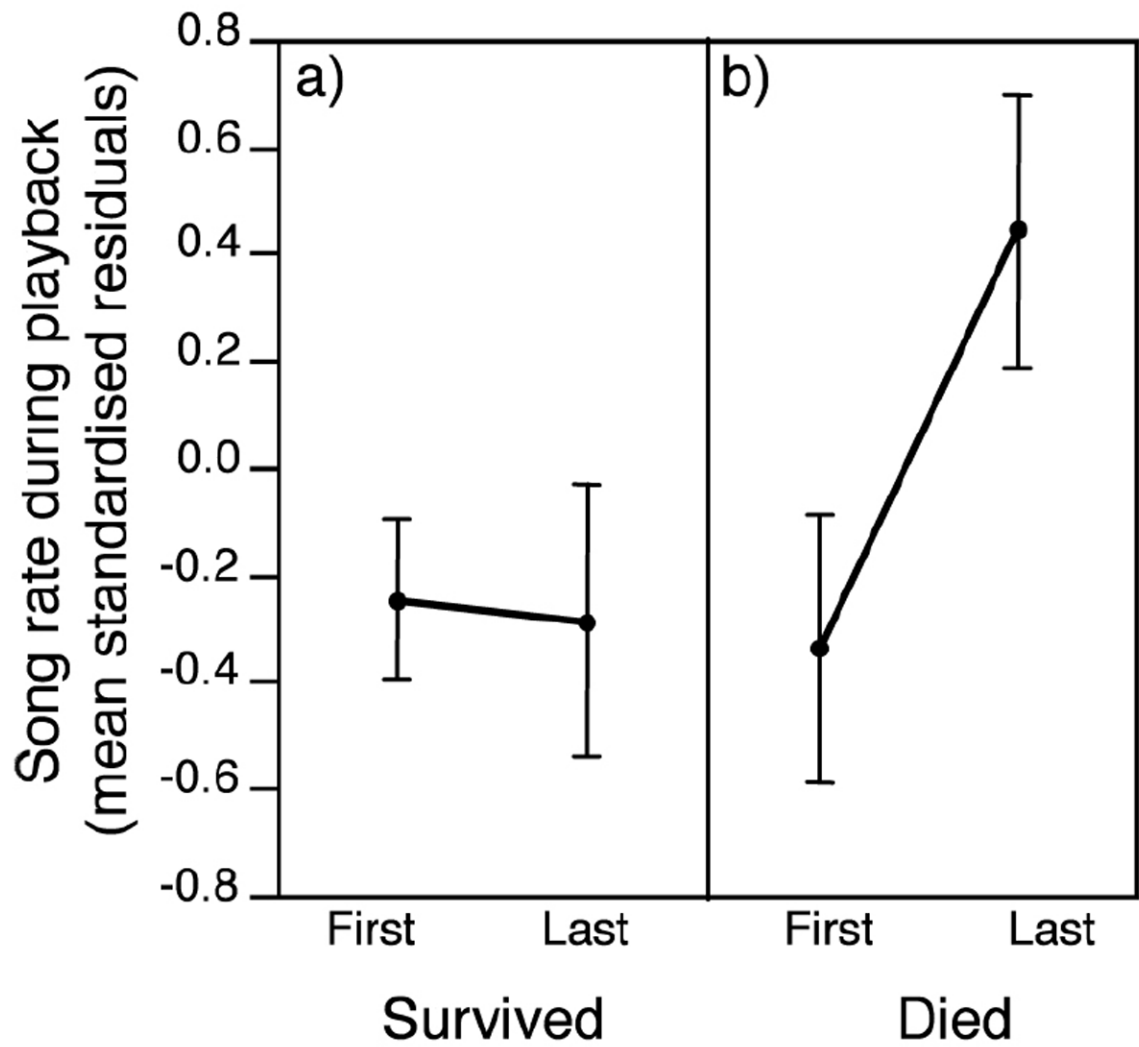 Song rate during playback
(mean standardised residuals)
0.8
0.6
0.4
0.2
0.0
-0.2
-0.4
-0.6
-0.8
a)
b)
First
Last
First
Last
Survived
Died